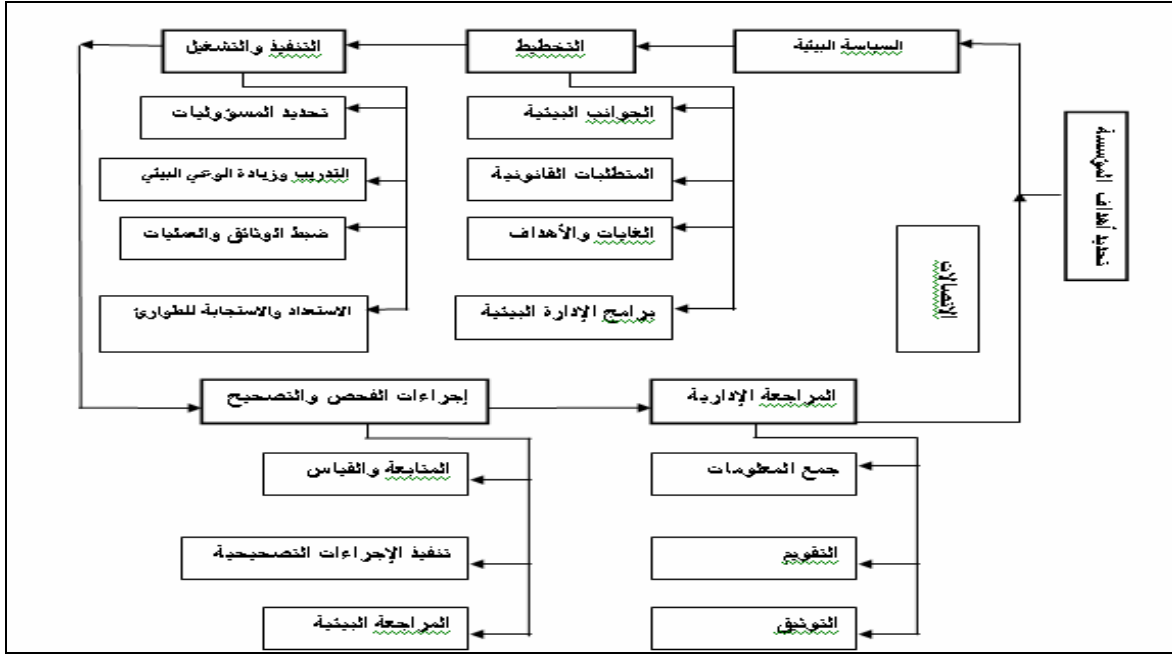 السياسة البيئية
التخطيط
التنفيذ والتشغيل
تحديد أهداف المؤسسة
الجوانب البيئية
تحديد المسؤوليات
المتطلبات القانونية
التدريب وزيادة الوعي البيئي
الغايات والأهداف
ضبط الوثائق والعمليات
الاتصالات
برامج الإدارة البيئية
الاستعداد والاستجابة للطوارئ
المراجعة الإدارية
إجراءات الفحص والتصحيح
جمع المعلومات
المتابعة والقياس
التقويم
تنفيذ الإجراءات التصحيحية
التوثيق
المراجعة البيئية